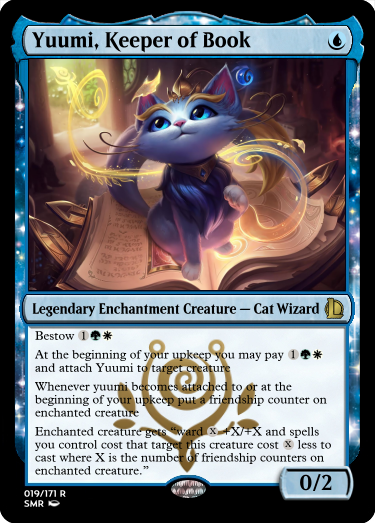 Yuumi, Keeper of Book
Legendary Enchantment Creature — Cat Wizard
Bestow 1
At the beginning of your upkeep you may pay 1
and attach Yuumi to target creature
Whenever yuumi becomes attached to or at the
beginning of your upkeep put a friendship counter on
enchanted creature
Enchanted creature gets “ward X +X/+X and spells
you control cost that target this creature cost X less to
cast where X is the number of friendship counters on
enchanted creature.”
0/2
019/171 R
SMR